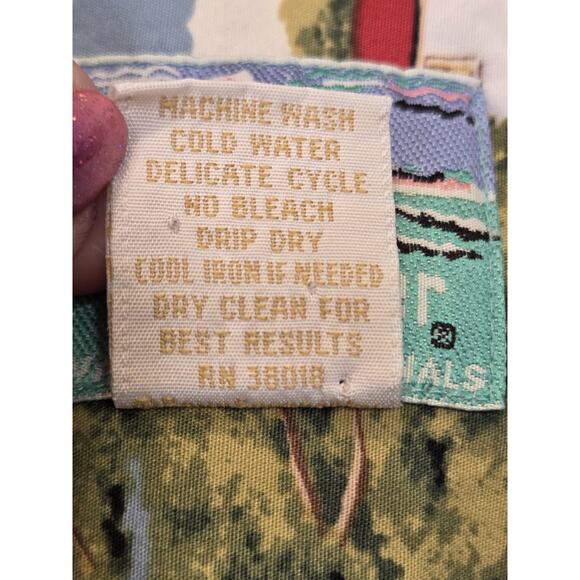 MACHINE WASH
COLD WATER
DELICATE CYCLE
NO BLEACH
DRIP DRY
COOL IRON IF NEEDED
DRY CLEAN FOR
BEST RESULTS
RN 38018
r®
IALS